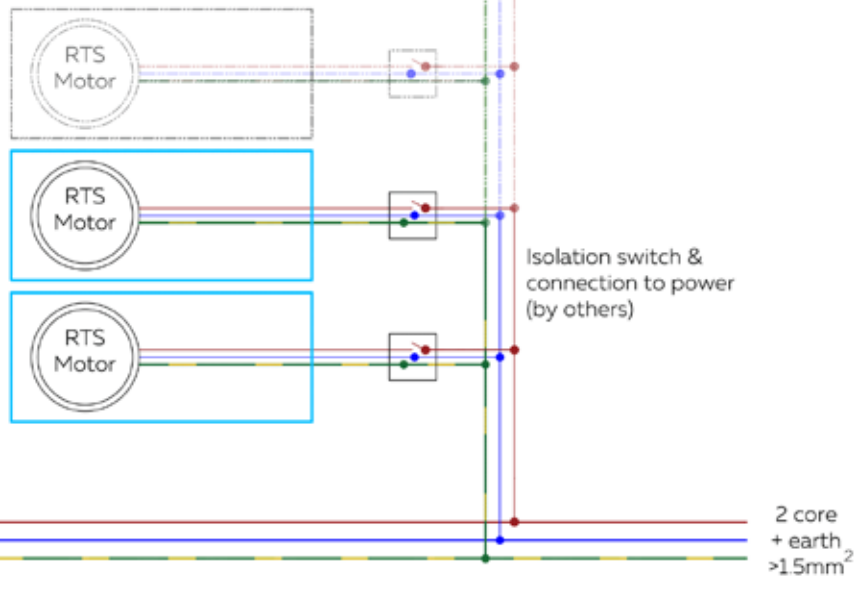 RTS
Motor
RTS
Motor
Isolation switch &
connection to power
(by others)
RTS
Motor
2 core
+ earth
>1.5mm²